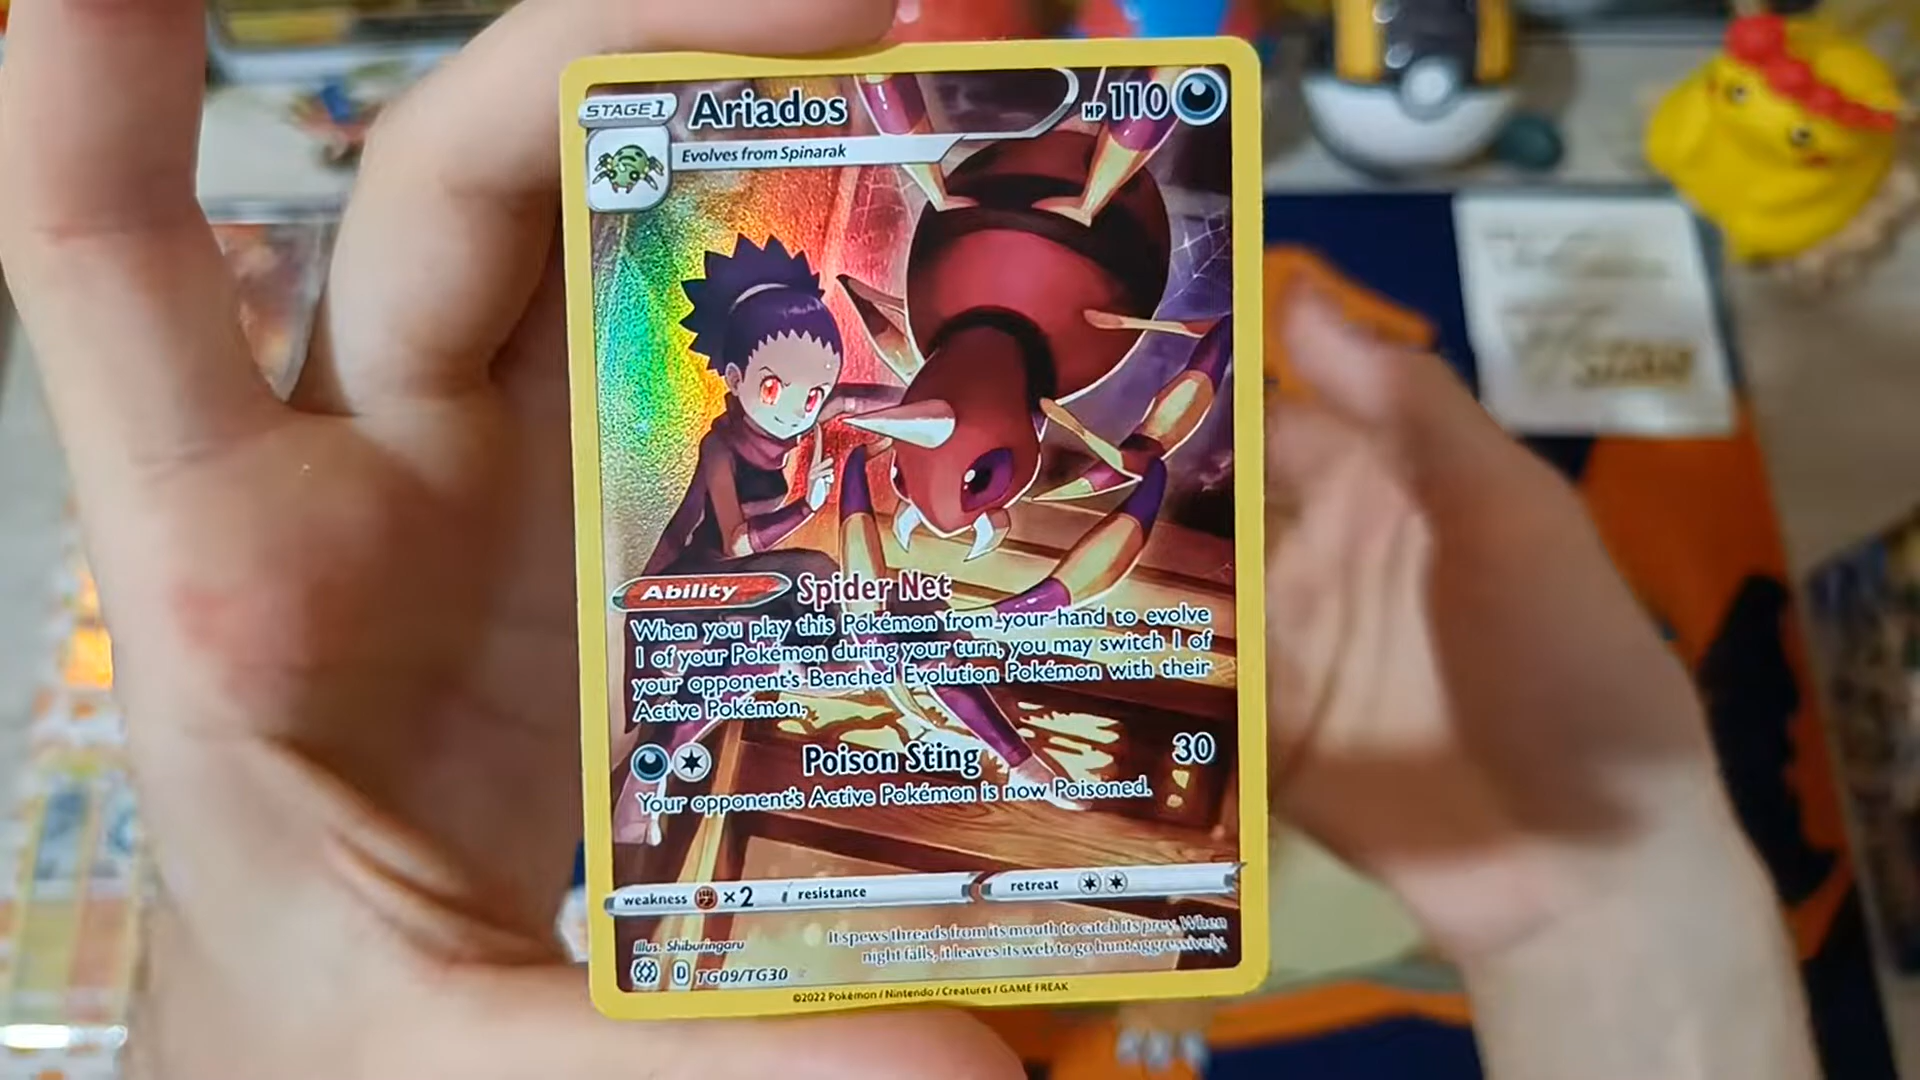 STAGE 1 Ariados HP 110
Evolves from Spinarak
Ability Spider Net
When you play this Pokémon from your hand to evolve
1 of your Pokémon during your turn, you may switch 1 of
your opponent's Benched Evolution Pokémon with their
Active Pokémon.
Poison Sting 30
Your opponent's Active Pokémon is now Poisoned.
weakness ×2 resistance retreat
Illus. Shiburingaru
It spews threads from its mouth to catch its prey. When
night falls, it leaves its web to go hunt aggressively.
D TG09/TG30
©2022 Pokémon / Nintendo / Creatures / GAME FREAK